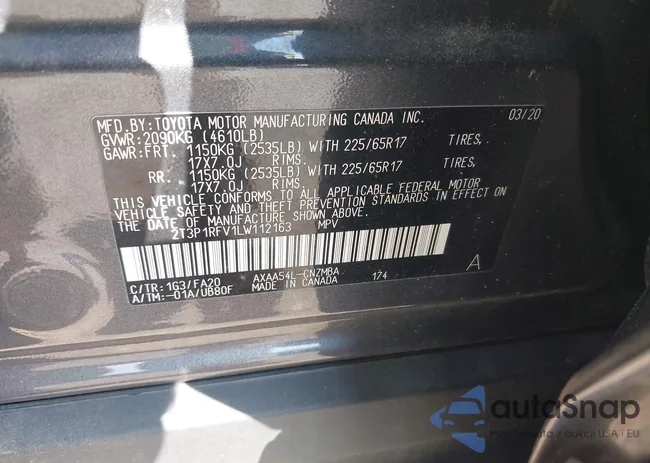 MFD. BY: TOYOTA MOTOR MANUFACTURING CANADA INC. 03/20
GVWR: 2090KG (4610LB)
GAWR: FRT. 1150KG (2535LB) WITH 225/65R17 TIRES,
17X7.0J RIMS.
RR. 1150KG (2535LB) WITH 225/65R17 TIRES,
17X7.0J RIMS.
THIS VEHICLE CONFORMS TO ALL APPLICABLE FEDERAL MOTOR
VEHICLE SAFETY AND THEFT PREVENTION STANDARDS IN EFFECT ON
THE DATE OF MANUFACTURE SHOWN ABOVE.
2T3P1RFV1LW112163 MPV
C/TR: 1G3/FA20 AXAA54L-CNZMBA 174 A
A/TM: -01A/UB80F MADE IN CANADA
autoSnap
z aukcji USA i EU